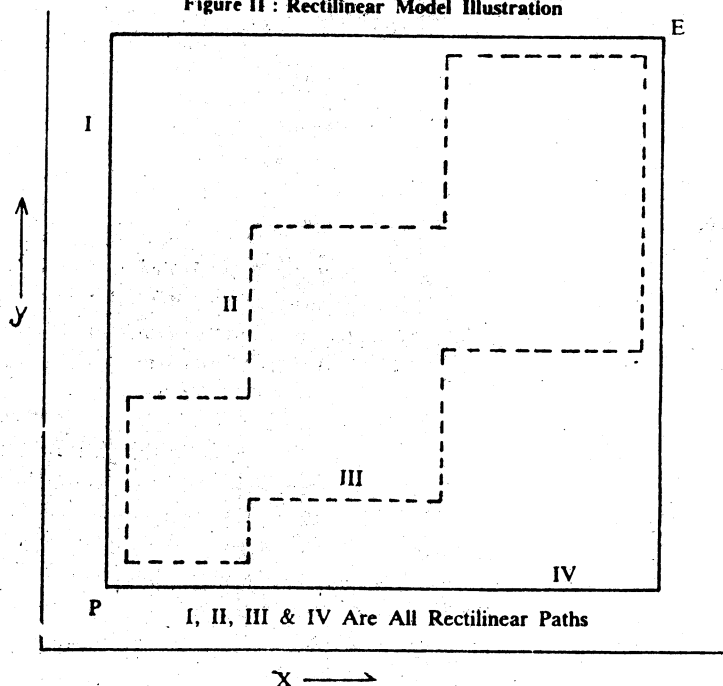 Figure II : Rectilinear Model Illustration
E
I
y
II
III
IV
P
I, II, III & IV Are All Rectilinear Paths
X